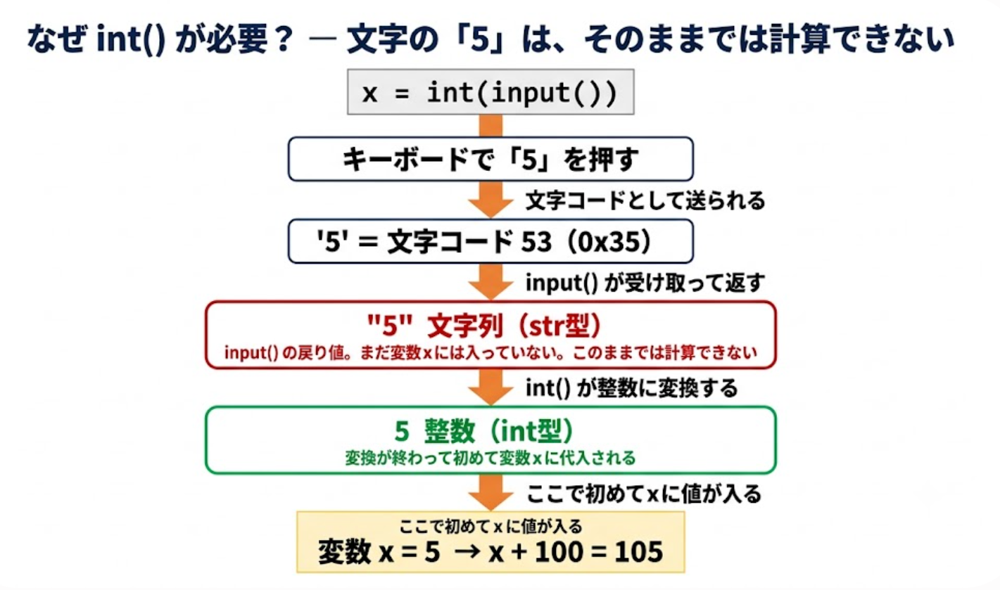 なぜ int() が必要？ ― 文字の「5」は、そのままでは計算できない
x = int(input())
キーボードで「5」を押す
文字コードとして送られる
'5' = 文字コード 53（0x35）
input() が受け取って返す
"5" 文字列（str型）
input() の戻り値。まだ変数xには入っていない。このままでは計算できない
int() が整数に変換する
5 整数（int型）
変換が終わって初めて変数xに代入される
ここで初めてxに値が入る
ここで初めてxに値が入る
変数 x = 5 → x + 100 = 105